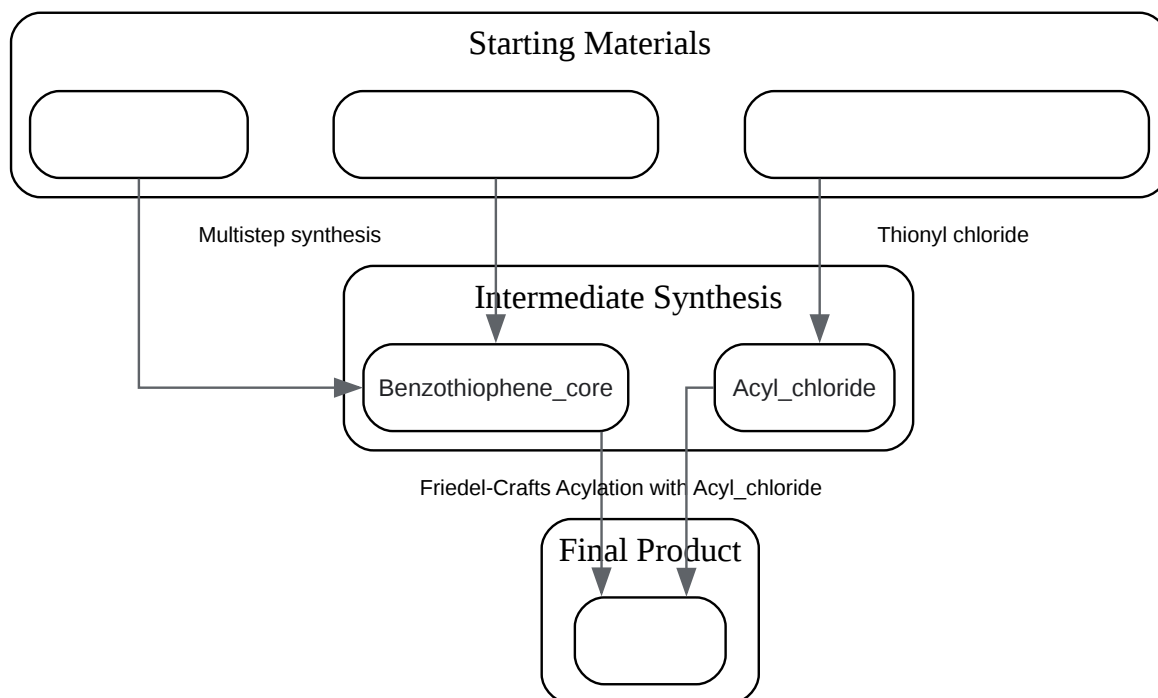 Starting Materials
Multistep synthesis
Thionyl chloride
Intermediate Synthesis
Benzothiophene_core
Acyl_chloride
Friedel-Crafts Acylation with Acyl_chloride
Final Product